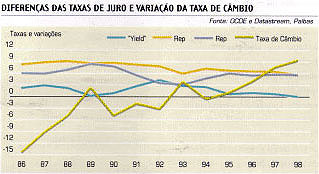 DIFERENÇAS DAS TAXAS DE JURO E VARIAÇÃO DA TAXA DE CÂMBIO
Fonte: OCDE e Datastream, Paibas
Taxas e variações
"Yield" Rep Rep Taxa de Câmbio
12
9
6
3
0
-3
-6
-9
-12
-15
86 87 88 89 90 91 92 93 94 95 96 97 98